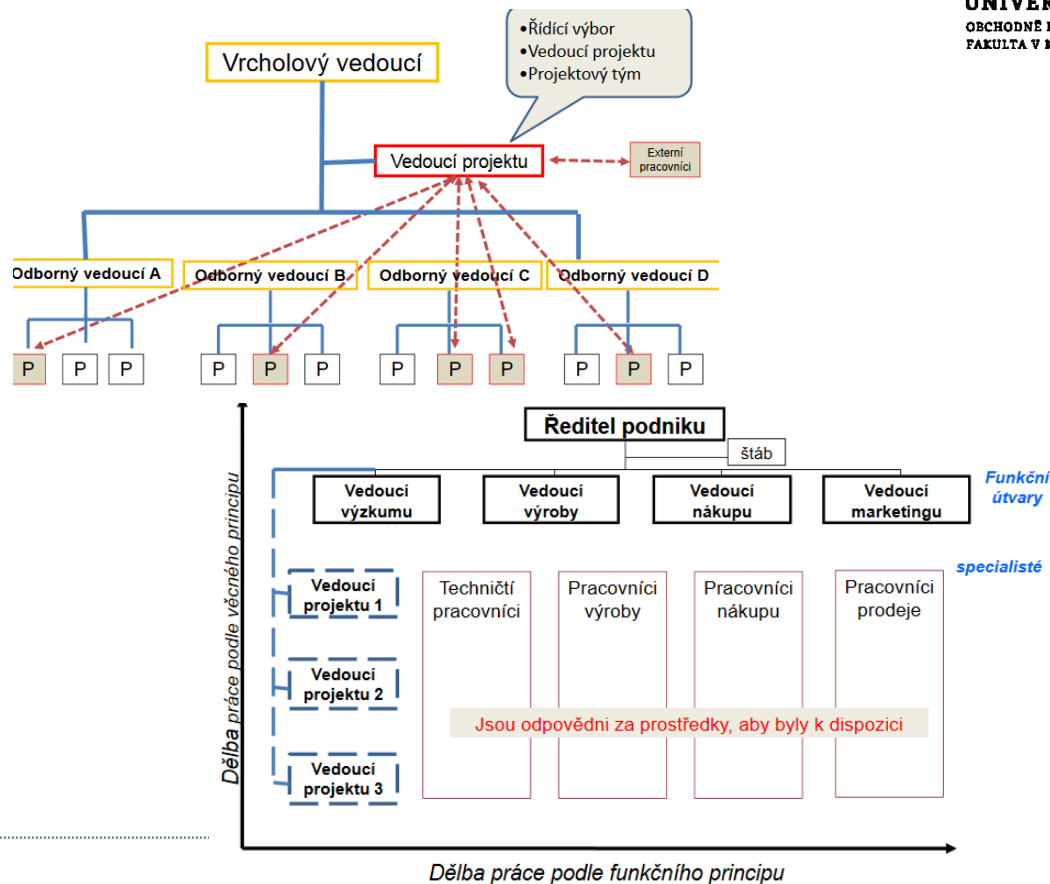 OBCHODNĚ
FAKULTA V
•Řídící výbor
•Vedoucí projektu
•Projektový tým
Vrcholový vedoucí
Vedoucí projektu
Externí
pracovníci
Odborný vedoucí A
Odborný vedoucí B
Odborný vedoucí C
Odborný vedoucí D
P P P P P P P P P P P P
Ředitel podniku
štáb
Funkční
útvary
Vedoucí
výzkumu
Vedoucí
výroby
Vedoucí
nákupu
Vedoucí
marketingu
specialisté
Vedoucí
projektu 1
Techničtí
pracovníci
Pracovníci
výroby
Pracovníci
nákupu
Pracovníci
prodeje
Vedoucí
projektu 2
Jsou odpovědni za prostředky, aby byly k dispozici
Vedoucí
projektu 3
Dělba práce podle věcného principu
Dělba práce podle funkčního principu